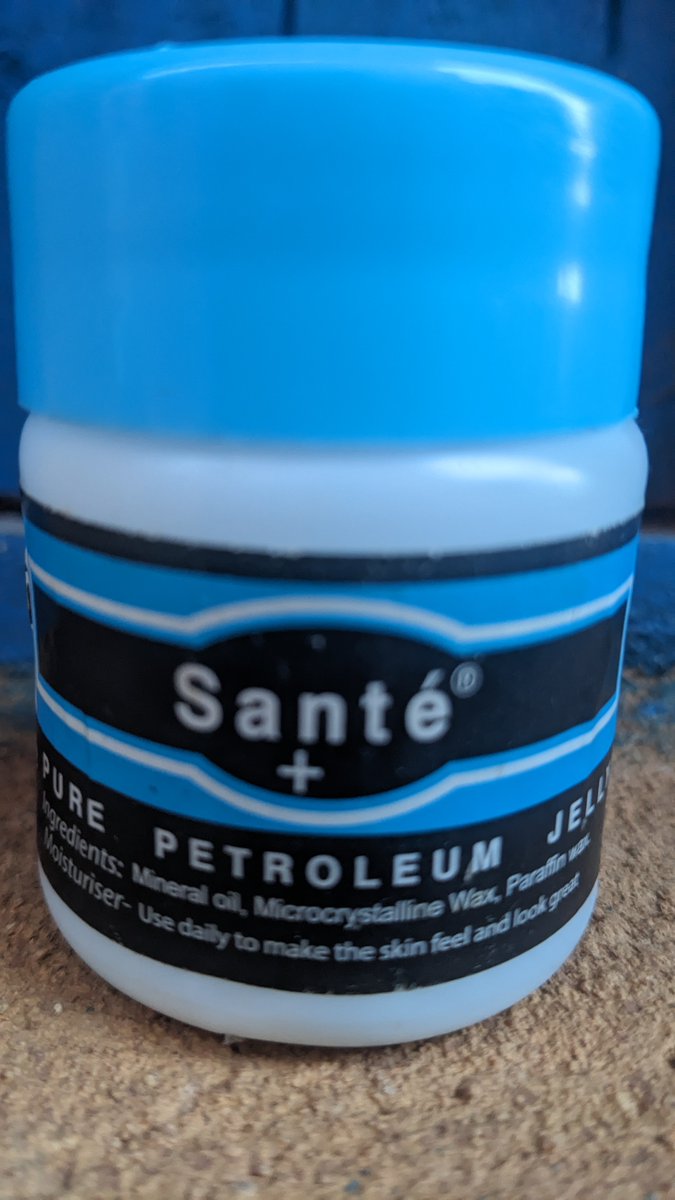 Santé®
+
PURE PETROLEUM JELLY
Ingredients: Mineral oil, Microcrystalline Wax, Paraffin wax.
Moisturiser- Use daily to make the skin feel and look great